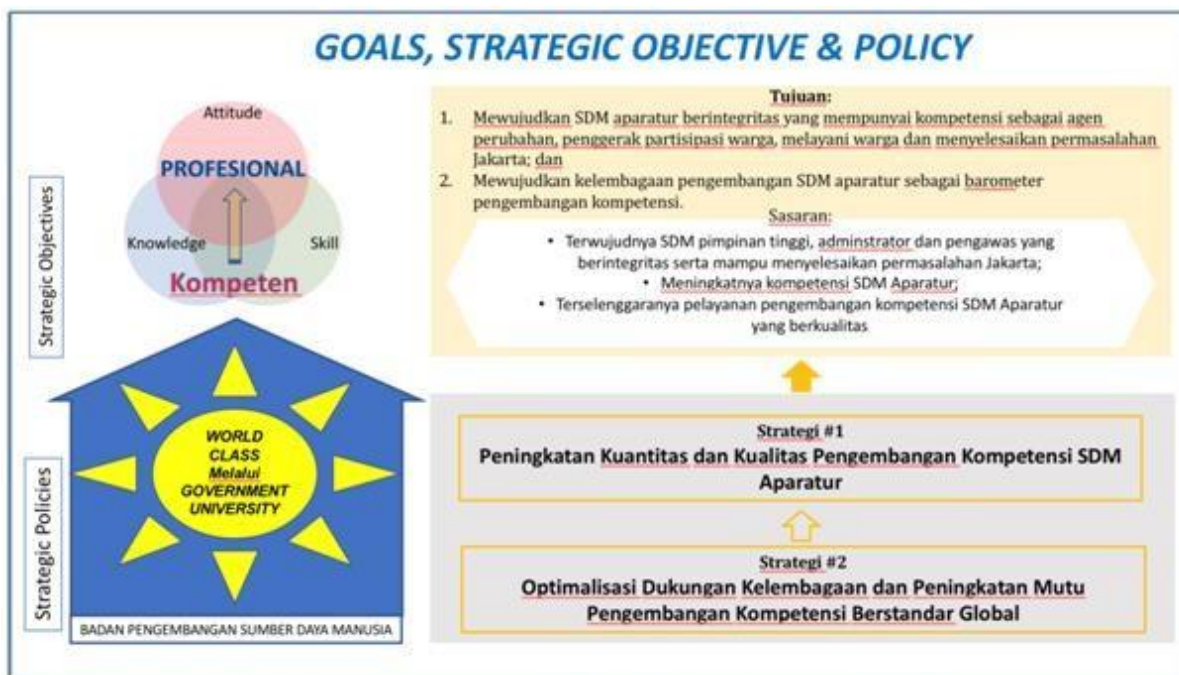 GOALS, STRATEGIC OBJECTIVE & POLICY
Strategic Objectives
Attitude
PROFESIONAL
Knowledge
Skill
Kompeten
Tujuan:
1. Mewujudkan SDM aparatur berintegritas yang mempunyai kompetensi sebagai agen
perubahan, penggerak partisipasi warga, melayani warga dan menyelesaikan permasalahan
Jakarta; dan
2. Mewujudkan kelembagaan pengembangan SDM aparatur sebagai barometer
pengembangan kompetensi.
Sasaran:
• Terwujudnya SDM pimpinan tinggi, adminstrator dan pengawas yang
berintegritas serta mampu menyelesaikan permasalahan Jakarta;
• Meningkatnya kompetensi SDM Aparatur;
• Terselenggaranya pelayanan pengembangan kompetensi SDM Aparatur
yang berkualitas
Strategic Policies
WORLD
CLASS
Melalui
GOVERNMENT
UNIVERSITY
BADAN PENGEMBANGAN SUMBER DAYA MANUSIA
Strategi #1
Peningkatan Kuantitas dan Kualitas Pengembangan Kompetensi SDM
Aparatur
Strategi #2
Optimalisasi Dukungan Kelembagaan dan Peningkatan Mutu
Pengembangan Kompetensi Berstandar Global